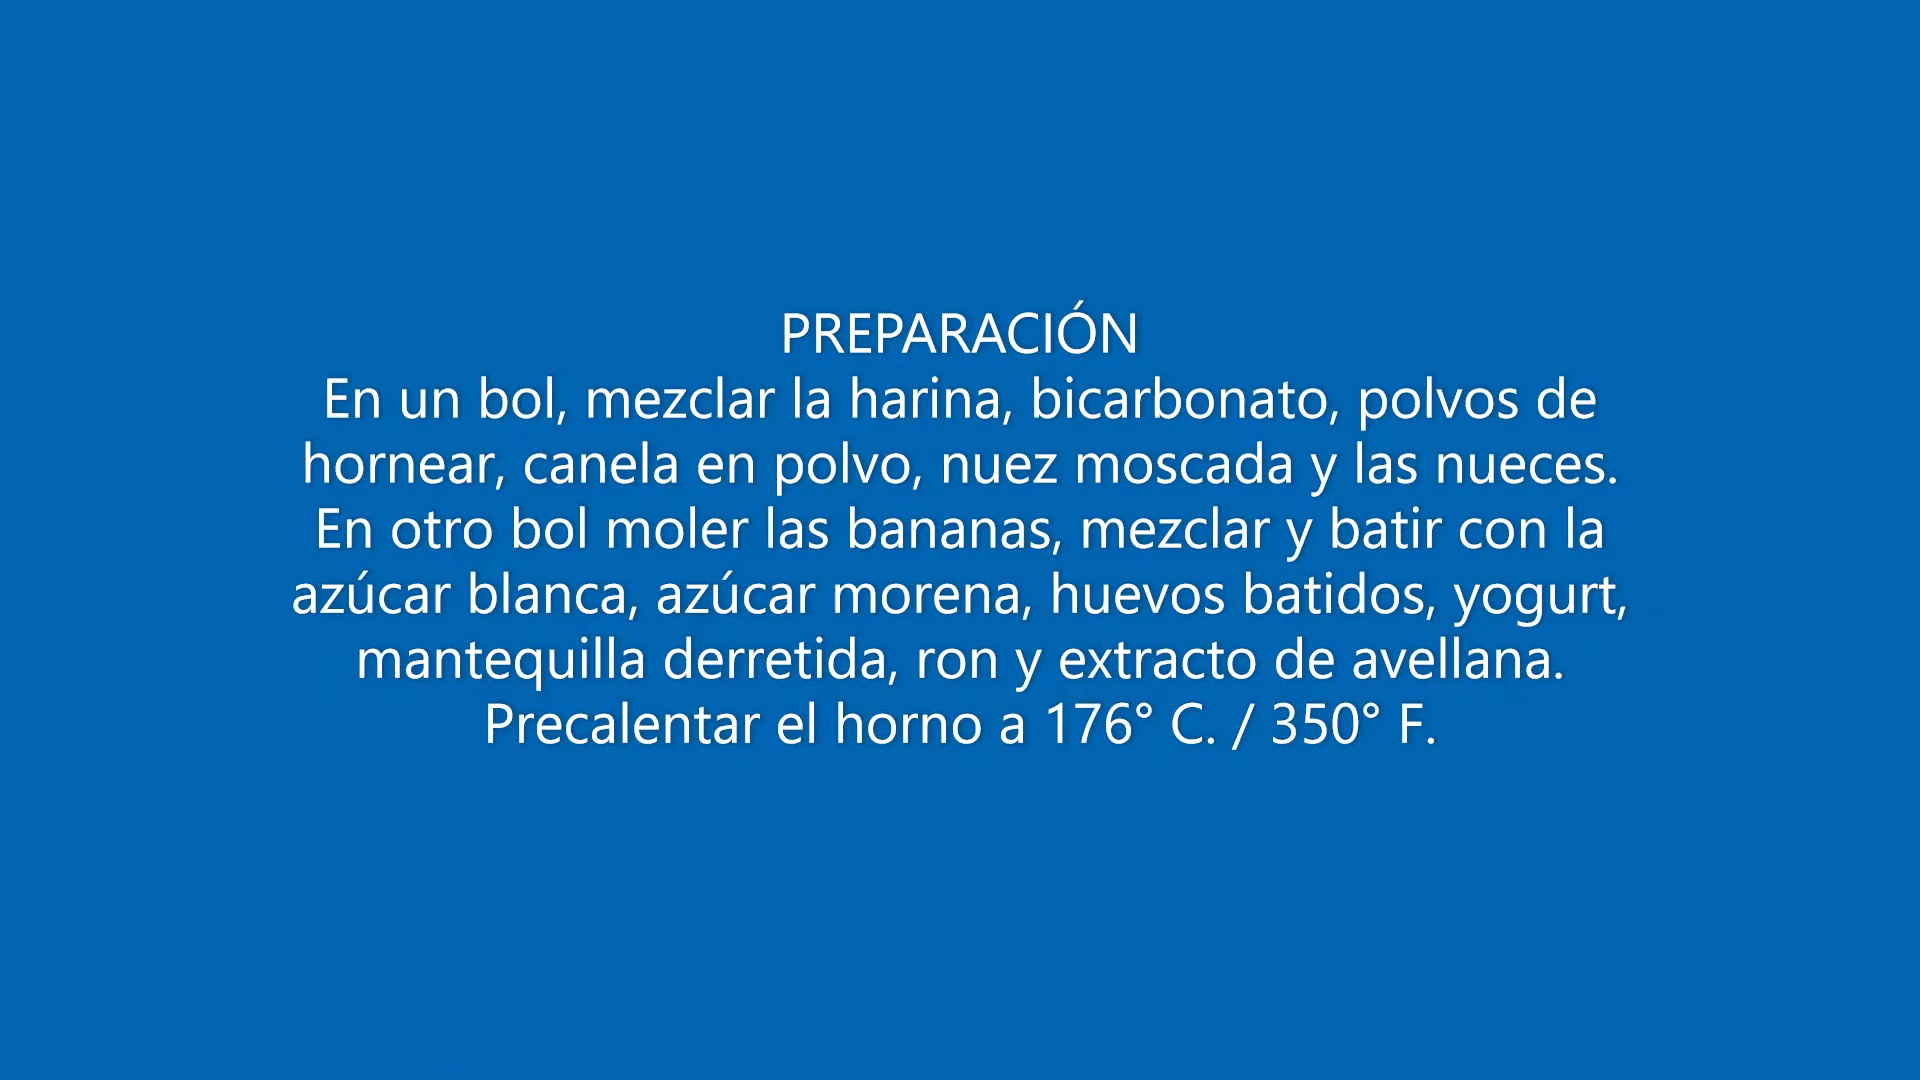 PREPARACIÓN
En un bol, mezclar la harina, bicarbonato, polvos de
hornear, canela en polvo, nuez moscada y las nueces.
En otro bol moler las bananas, mezclar y batir con la
azúcar blanca, azúcar morena, huevos batidos, yogurt,
mantequilla derretida, ron y extracto de avellana.
Precalentar el horno a 176° C. / 350° F.